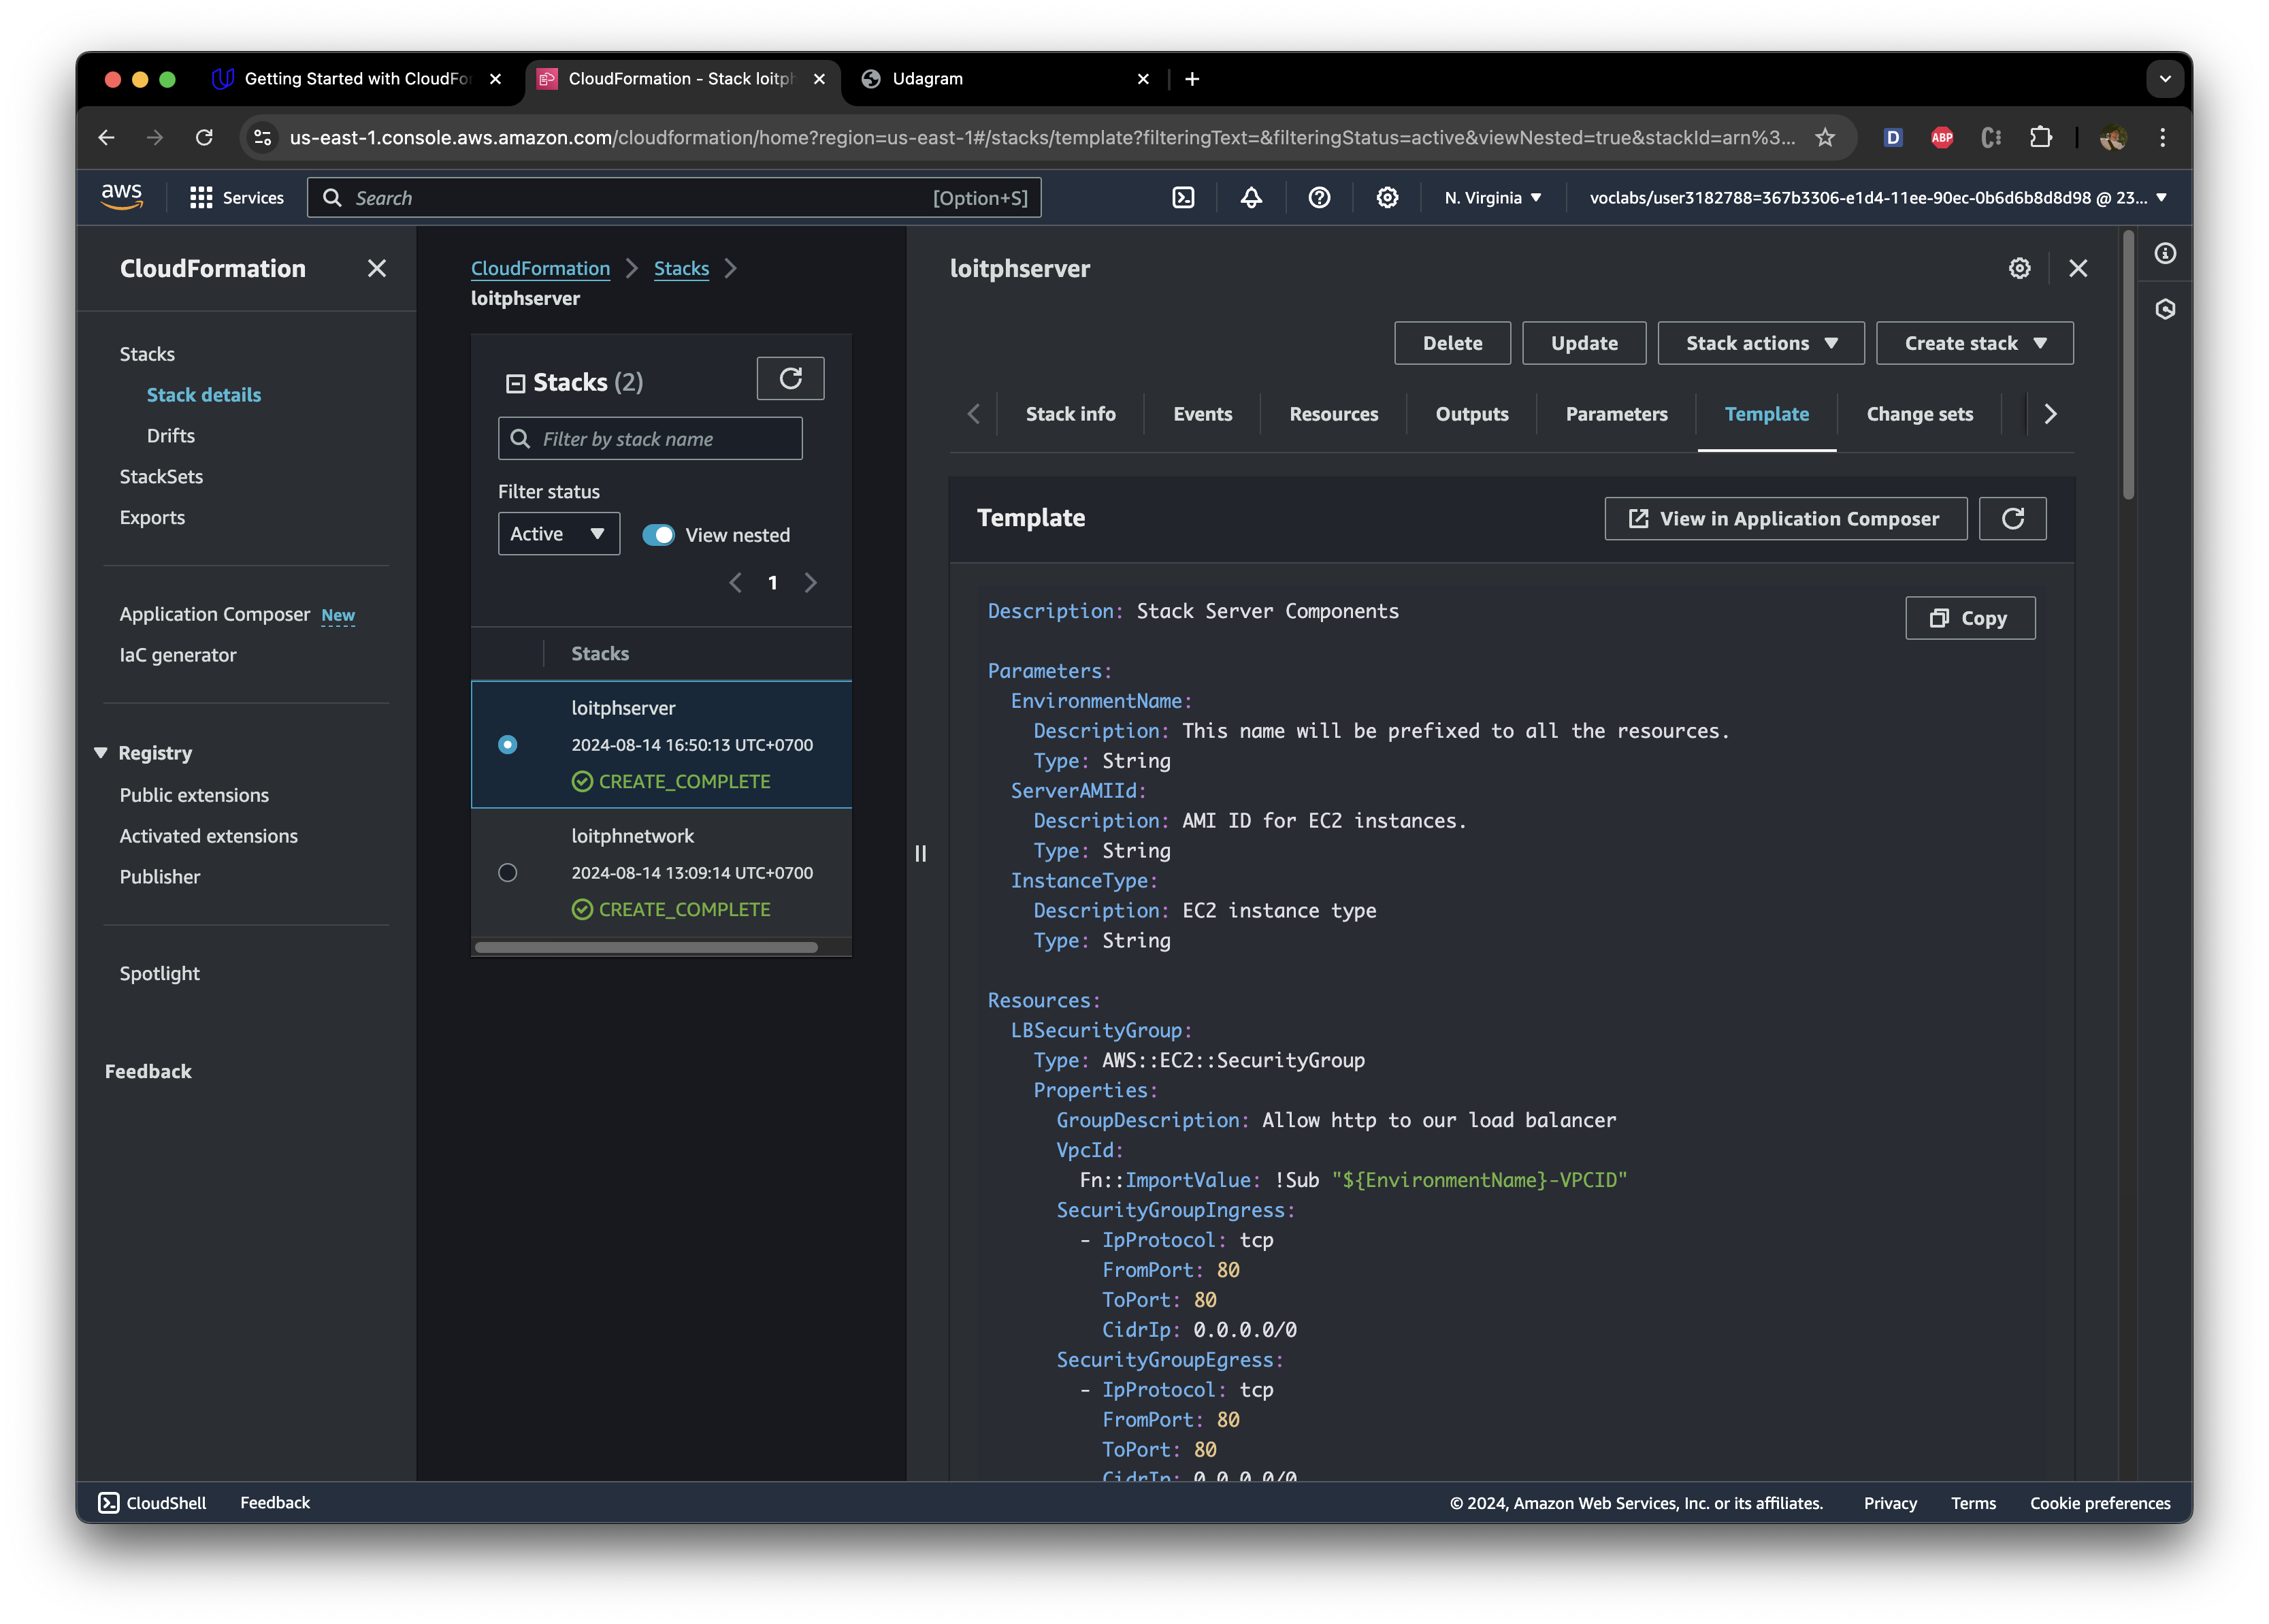 Getting Started with CloudFo
CloudFormation - Stack loitph
Udagram
us-east-1.console.aws.amazon.com/cloudformation/home?region=us-east-1#/stacks/template?filteringText=&filteringStatus=active&viewNested=true&stackId=arn%3...
D
ABP
aws
Services
Search
[Option+S]
N. Virginia
voclabs/user3182788=367b3306-e1d4-11ee-90ec-0b6d6b8d8d98 @ 23...
CloudFormation
Stacks
Stack details
Drifts
StackSets
Exports
Application Composer New
IaC generator
Registry
Public extensions
Activated extensions
Publisher
Spotlight
Feedback
CloudFormation
Stacks
loitphserver
Stacks (2)
Filter by stack name
Filter status
Active
View nested
1
Stacks
loitphserver
2024-08-14 16:50:13 UTC+0700
CREATE_COMPLETE
loitphnetwork
2024-08-14 13:09:14 UTC+0700
CREATE_COMPLETE
loitphserver
Delete
Update
Stack actions
Create stack
Stack info
Events
Resources
Outputs
Parameters
Template
Change sets
Template
View in Application Composer
Copy
Description: Stack Server Components
Parameters:
EnvironmentName:
Description: This name will be prefixed to all the resources.
Type: String
ServerAMIId:
Description: AMI ID for EC2 instances.
Type: String
InstanceType:
Description: EC2 instance type
Type: String
Resources:
LBSecurityGroup:
Type: AWS::EC2::SecurityGroup
Properties:
GroupDescription: Allow http to our load balancer
VpcId:
Fn::ImportValue: !Sub "${EnvironmentName}-VPCID"
SecurityGroupIngress:
- IpProtocol: tcp
FromPort: 80
ToPort: 80
CidrIp: 0.0.0.0/0
SecurityGroupEgress:
- IpProtocol: tcp
FromPort: 80
ToPort: 80
CidrIp: 0.0.0.0/0
CloudShell
Feedback
© 2024, Amazon Web Services, Inc. or its affiliates.
Privacy
Terms
Cookie preferences